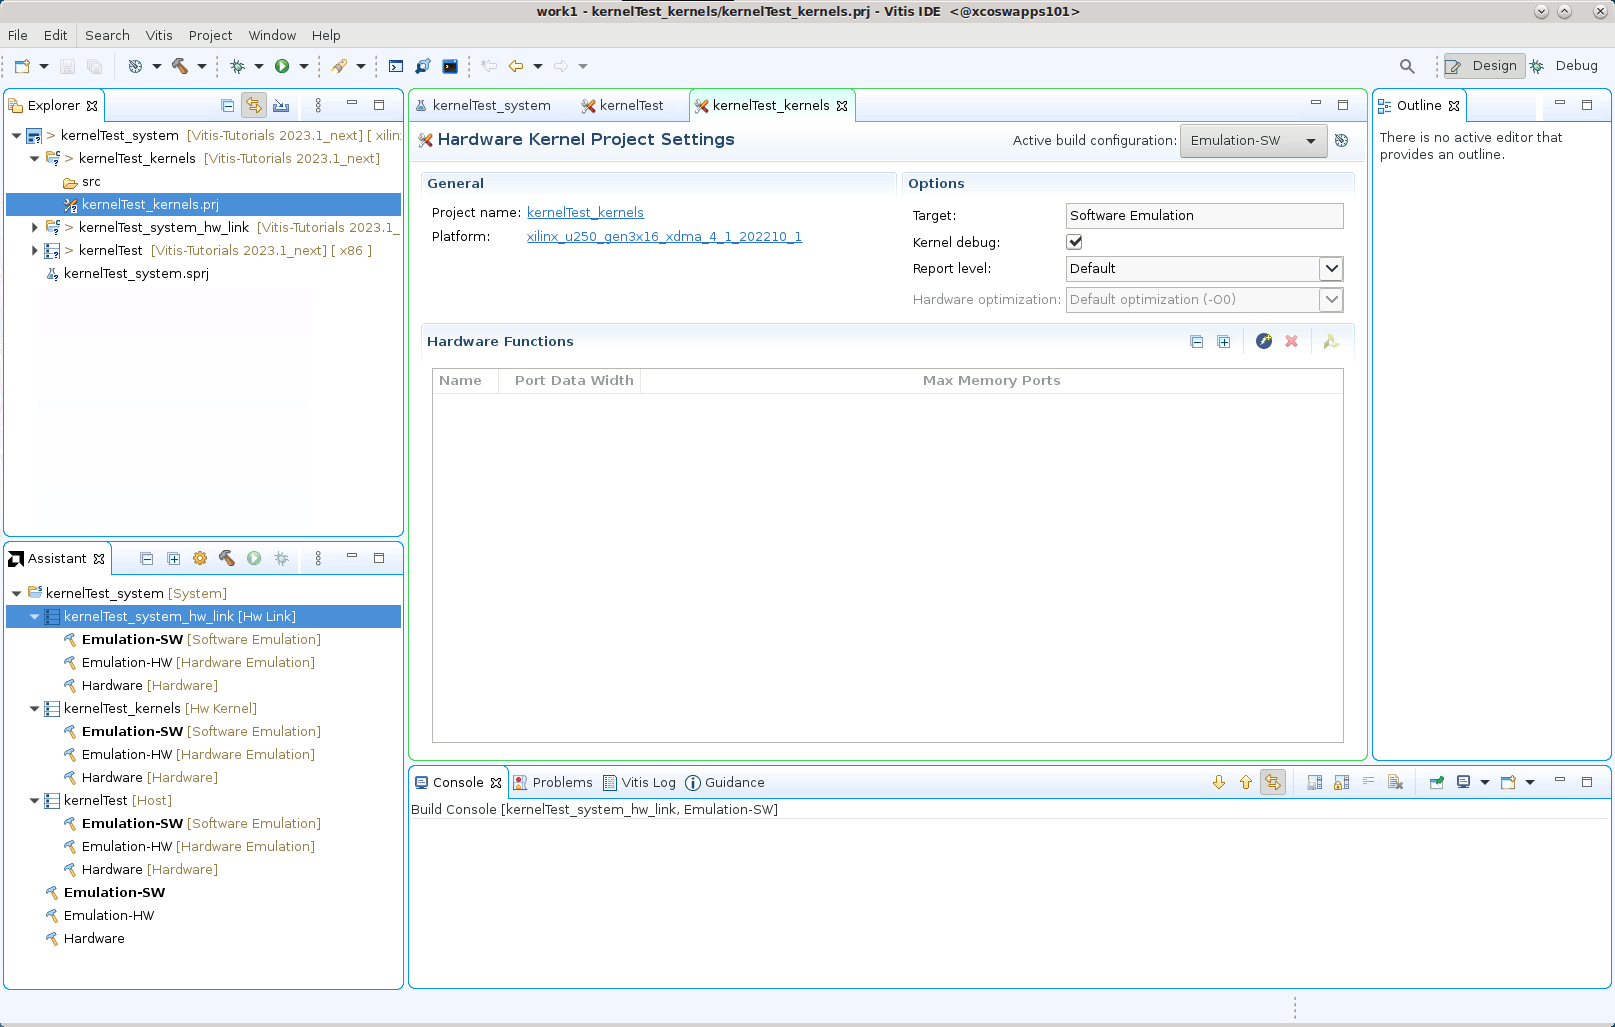 work1 - kernelTest_kernels/kernelTest_kernels.prj - Vitis IDE <@xcoswapps101>
File Edit Search Vitis Project Window Help
Design Debug
Explorer
> kernelTest_system [Vitis-Tutorials 2023.1_next] [ xilin
> kernelTest_kernels [Vitis-Tutorials 2023.1_next]
src
kernelTest_kernels.prj
> kernelTest_system_hw_link [Vitis-Tutorials 2023.1_
> kernelTest [Vitis-Tutorials 2023.1_next] [ x86 ]
kernelTest_system.sprj
Assistant
kernelTest_system [System]
kernelTest_system_hw_link [Hw Link]
Emulation-SW [Software Emulation]
Emulation-HW [Hardware Emulation]
Hardware [Hardware]
kernelTest_kernels [Hw Kernel]
Emulation-SW [Software Emulation]
Emulation-HW [Hardware Emulation]
Hardware [Hardware]
kernelTest [Host]
Emulation-SW [Software Emulation]
Emulation-HW [Hardware Emulation]
Hardware [Hardware]
Emulation-SW
Emulation-HW
Hardware
kernelTest_system kernelTest kernelTest_kernels
Hardware Kernel Project Settings
Active build configuration: Emulation-SW
General
Project name: kernelTest_kernels
Platform: xilinx_u250_gen3x16_xdma_4_1_202210_1
Options
Target: Software Emulation
Kernel debug:
Report level: Default
Hardware optimization: Default optimization (-O0)
Hardware Functions
Name Port Data Width Max Memory Ports
Console Problems Vitis Log Guidance
Build Console [kernelTest_system_hw_link, Emulation-SW]
Outline
There is no active editor that
provides an outline.